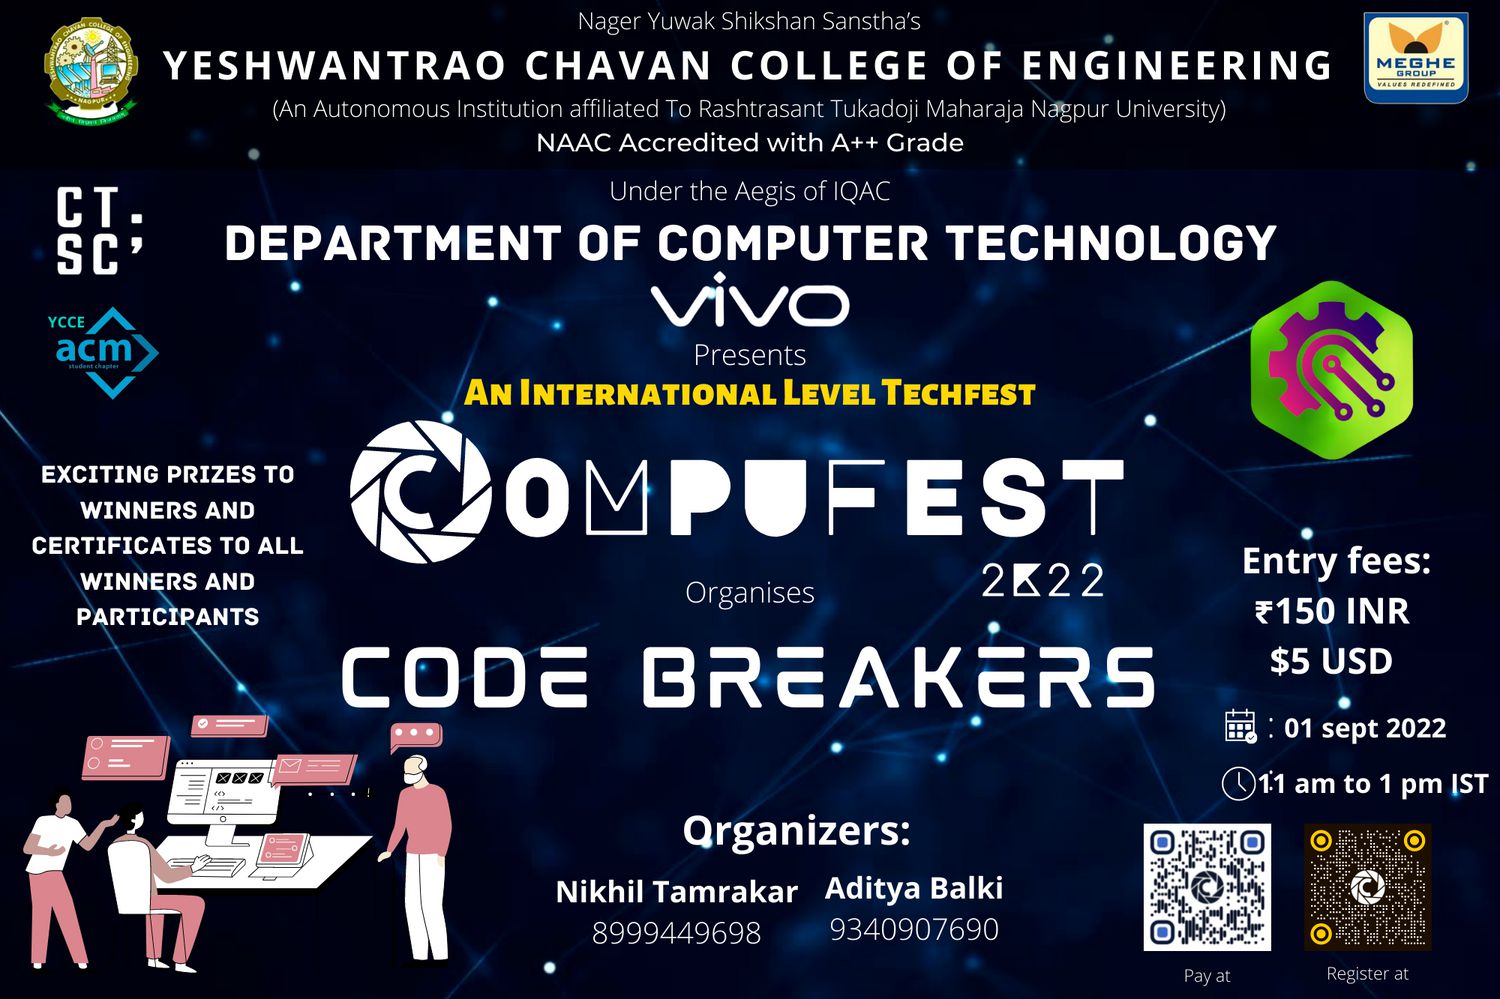 Nager Yuwak Shikshan Sanstha's
YESHWANTRAO CHAVAN COLLEGE OF ENGINEERING
(An Autonomous Institution affiliated To Rashtrasant Tukadoji Maharaja Nagpur University)
NAAC Accredited with A++ Grade
MEGHE
GROUP
VALUES REDEFINED
Under the Aegis of IQAC
DEPARTMENT OF COMPUTER TECHNOLOGY
CT:
SC'
YCCE
acm
student chapter
vivo
Presents
An International Level Techfest
COMPUFEST
2K22
EXCITING PRIZES TO
WINNERS AND
CERTIFICATES TO ALL
WINNERS AND
PARTICIPANTS
Organises
CODE BREAKERS
Entry fees:
₹150 INR
$5 USD
: 01 sept 2022
: 11 am to 1 pm IST
Organizers:
Nikhil Tamrakar
8999449698
Aditya Balki
9340907690
Pay at
Register at